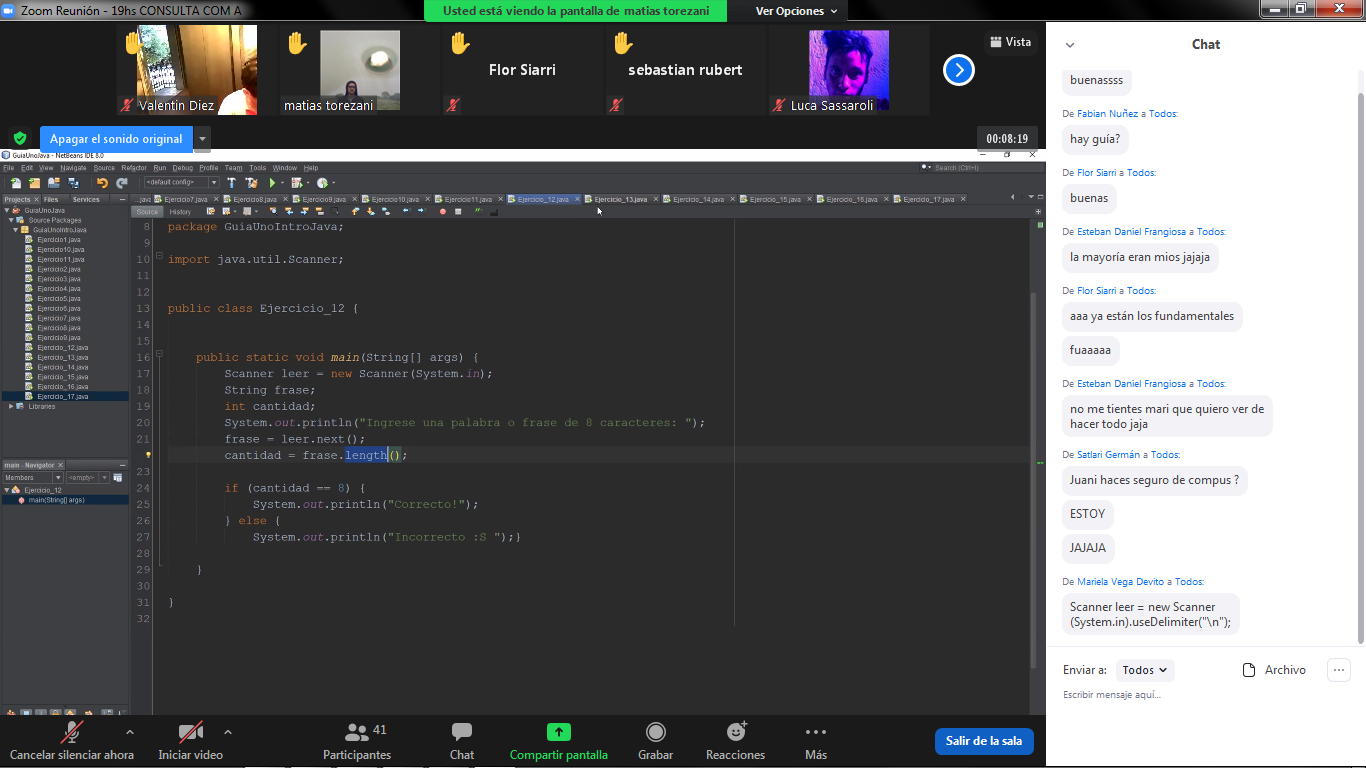 Zoom Reunión - 19hs CONSULTA COM A
Usted está viendo la pantalla de matias torezani
Ver Opciones
Valentin Diez
matias torezani
Flor Siarri
sebastian rubert
Luca Sassaroli
Vista
Apagar el sonido original
00:08:19
GuiaUnoJava - NetBeans IDE 8.0
File Edit View Navigate Source Refactor Run Debug Profile Team Tools Window Help
Search (Ctrl+I)
<default config>
Projects Files Services
GuiaUnoJava
Source Packages
GuiaUnoIntroJava
Ejercicio1.java
Ejercicio10.java
Ejercicio11.java
Ejercicio2.java
Ejercicio3.java
Ejercicio4.java
Ejercicio5.java
Ejercicio6.java
Ejercicio7.java
Ejercicio8.java
Ejercicio9.java
Ejercicio_12.java
Ejercicio_13.java
Ejercicio_14.java
Ejercicio_15.java
Ejercicio_16.java
Ejercicio_17.java
Libraries
main - Navigator
Members <empty>
Ejercicio_12
main(String[] args)
.java Ejercicio7.java Ejercicio8.java Ejercicio9.java Ejercicio10.java Ejercicio11.java Ejercicio_12.java Ejercicio_13.java Ejercicio_14.java Ejercicio_15.java Ejercicio_16.java Ejercicio_17.java
Source History
8 package GuiaUnoIntroJava;
9
10 import java.util.Scanner;
11
12
13 public class Ejercicio_12 {
14
15
16 public static void main(String[] args) {
17 Scanner leer = new Scanner(System.in);
18 String frase;
19 int cantidad;
20 System.out.println("Ingrese una palabra o frase de 8 caracteres: ");
21 frase = leer.next();
cantidad = frase.length();
23
24 if (cantidad == 8) {
25 System.out.println("Correcto!");
26 } else {
27 System.out.println("Incorrecto :S ");}
28
29 }
30
31 }
32
Chat
buenassss
De Fabian Nuñez a Todos:
hay guía?
De Flor Siarri a Todos:
buenas
De Esteban Daniel Frangiosa a Todos:
la mayoría eran mios jajaja
De Flor Siarri a Todos:
aaa ya están los fundamentales
fuaaaaa
De Esteban Daniel Frangiosa a Todos:
no me tientes mari que quiero ver de
hacer todo jaja
De Satlari Germán a Todos:
Juani haces seguro de compus ?
ESTOY
JAJAJA
De Mariela Vega Devito a Todos:
Scanner leer = new Scanner
(System.in).useDelimiter("\n");
Enviar a: Todos Archivo
Escribir mensaje aquí...
Cancelar silenciar ahora
Iniciar video
Participantes
41
Chat
Compartir pantalla
Grabar
Reacciones
Más
Salir de la sala